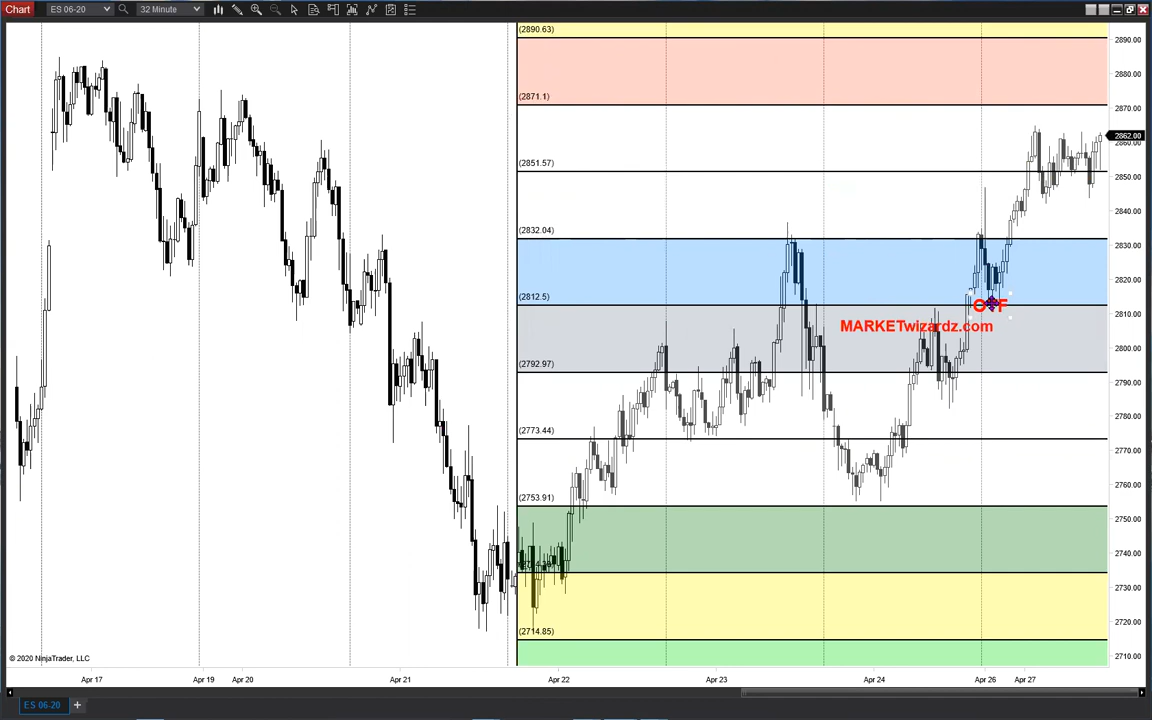 Chart
ES 06-20
32 Minute
(2890.63)
(2871.1)
(2851.57)
(2832.04)
(2812.5)
(2792.97)
(2773.44)
(2753.91)
(2714.85)
MARKETwizardz.com
2890.00
2880.00
2870.00
2862.00
2860.00
2850.00
2840.00
2830.00
2820.00
2810.00
2800.00
2790.00
2780.00
2770.00
2760.00
2750.00
2740.00
2730.00
2720.00
2710.00
© 2020 NinjaTrader, LLC
Apr 17
Apr 19
Apr 20
Apr 21
Apr 22
Apr 23
Apr 24
Apr 26
Apr 27
ES 06-20